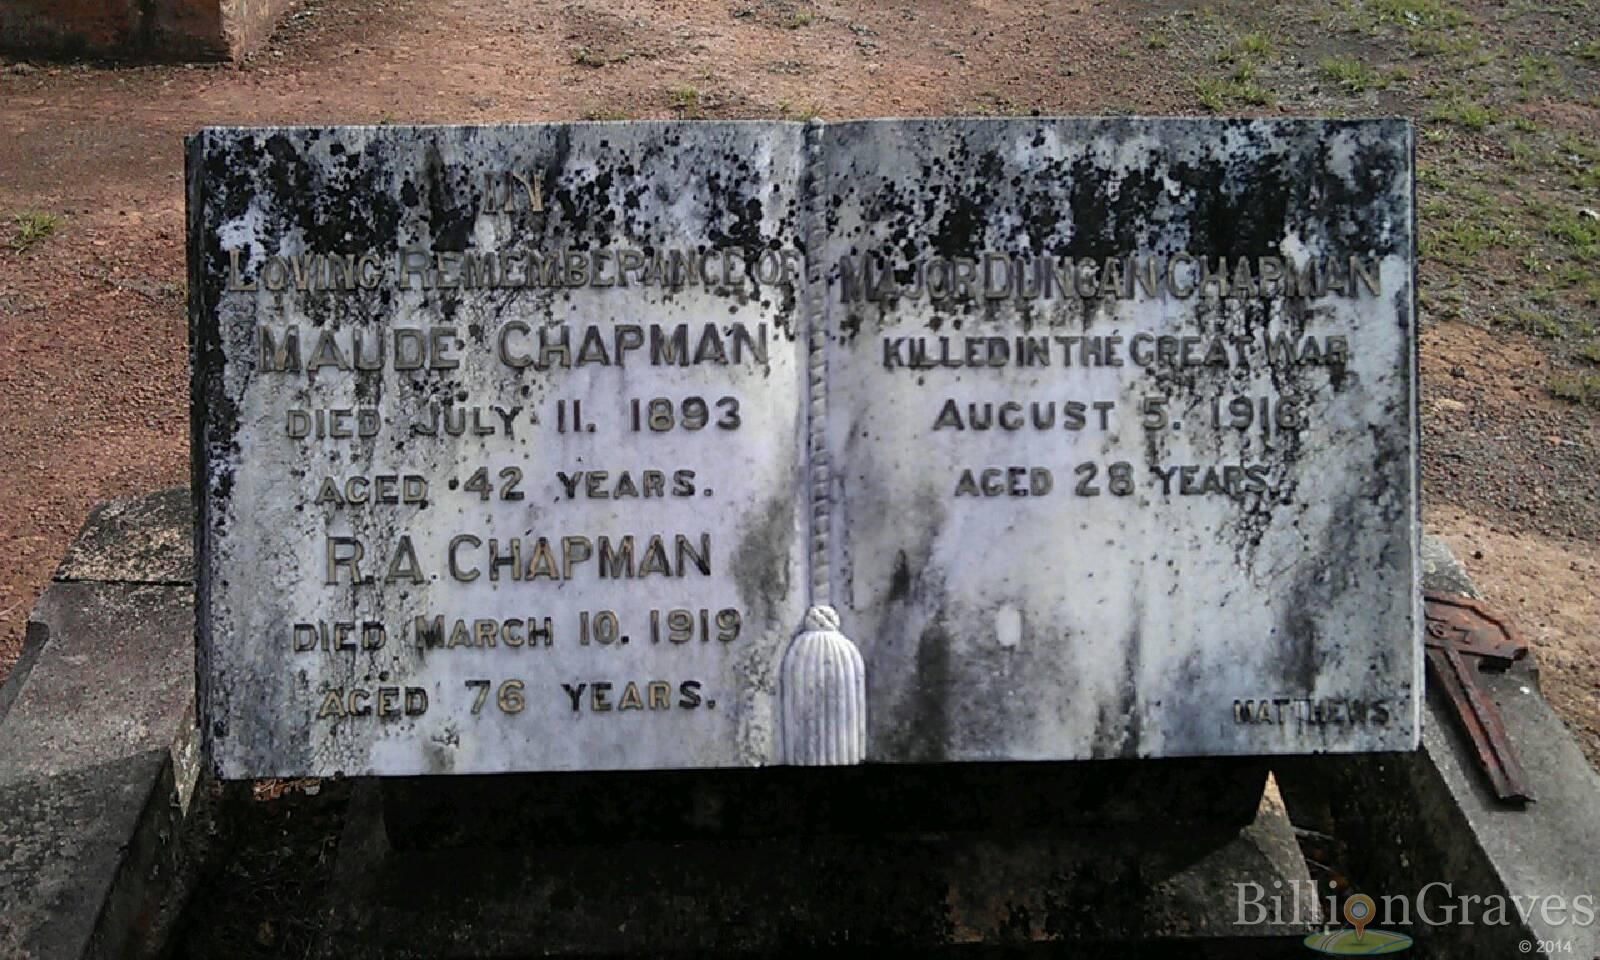 IN
LOVING REMEMBERANCE OF
MAUDE CHAPMAN
DIED JULY 11. 1893
AGED 42 YEARS.
R.A. CHAPMAN
DIED MARCH 10. 1919
AGED 76 YEARS.
MAJOR DUNCAN CHAPMAN
KILLED IN THE GREAT WAR
AUGUST 5. 1916
AGED 28 YEARS.
MATTHEWS
BillionGraves
© 2014